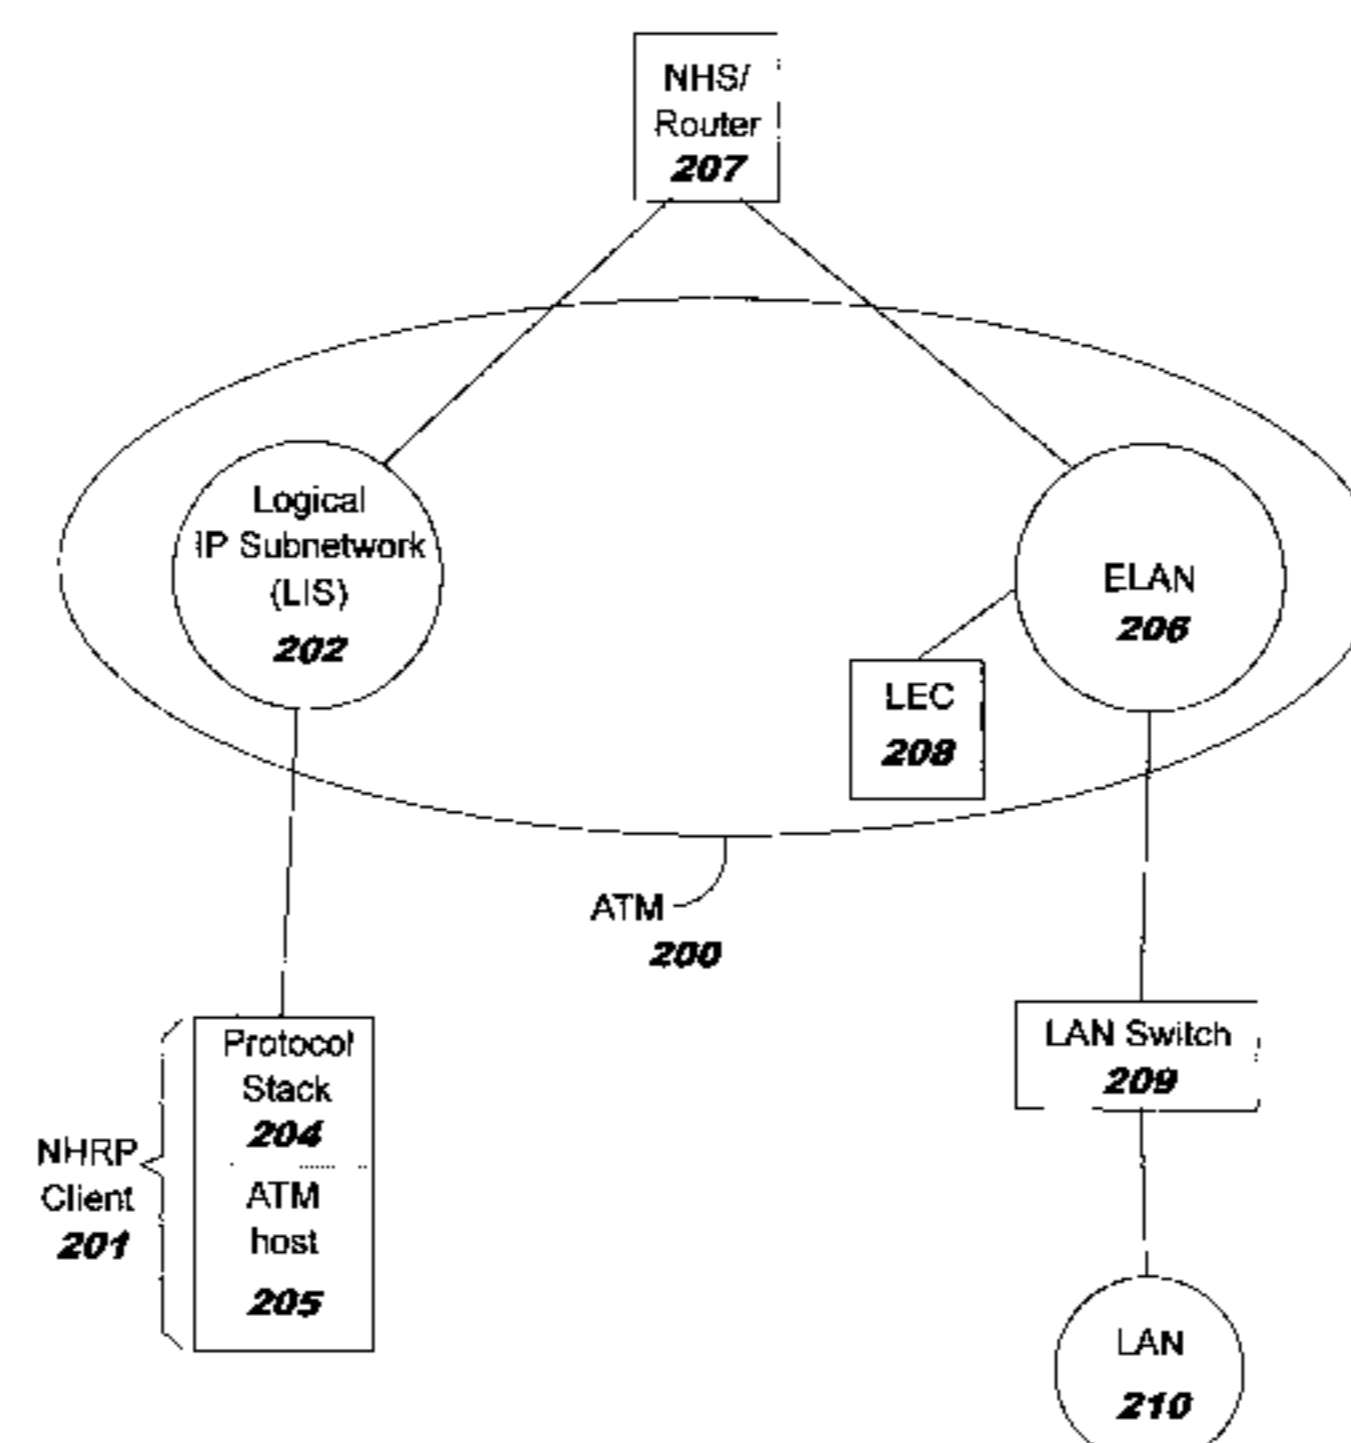 NHS/
Router
207
Logical
IP Subnetwork
(LIS)
202
ELAN
206
LEC
208
ATM
200
Protocol
Stack
204
ATM
host
205
NHRP
Client
201
LAN Switch
209
LAN
210